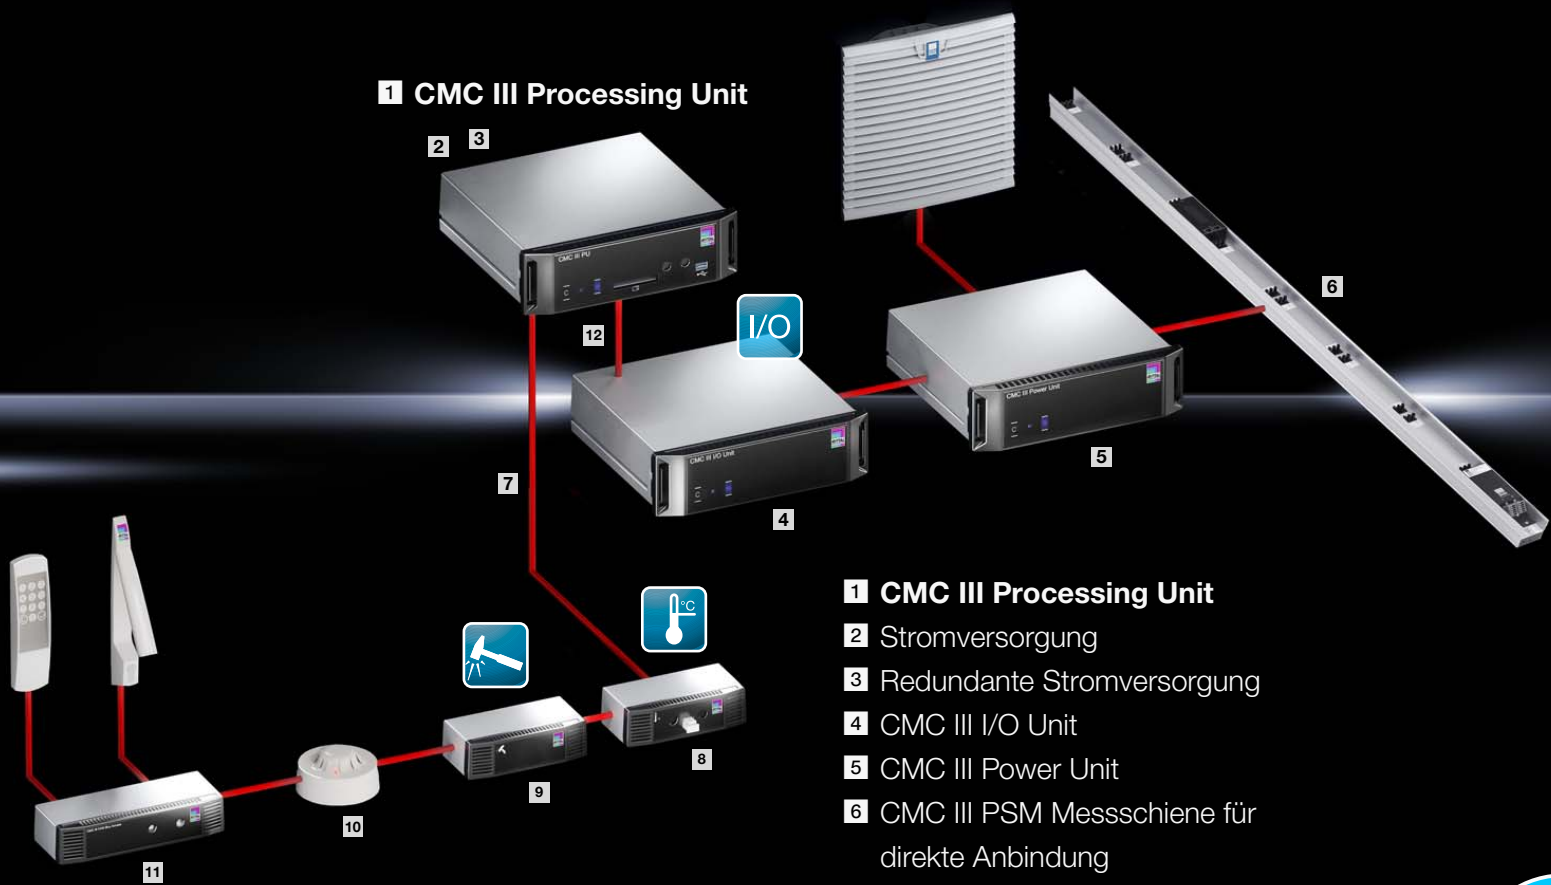 1 CMC III Processing Unit
2
3
CMC III PU
12
I/O
6
CMC III Power Unit
5
CMC III I/O Unit
7
4
°C
8
9
10
11
1 CMC III Processing Unit
2 Stromversorgung
3 Redundante Stromversorgung
4 CMC III I/O Unit
5 CMC III Power Unit
6 CMC III PSM Messschiene für
direkte Anbindung